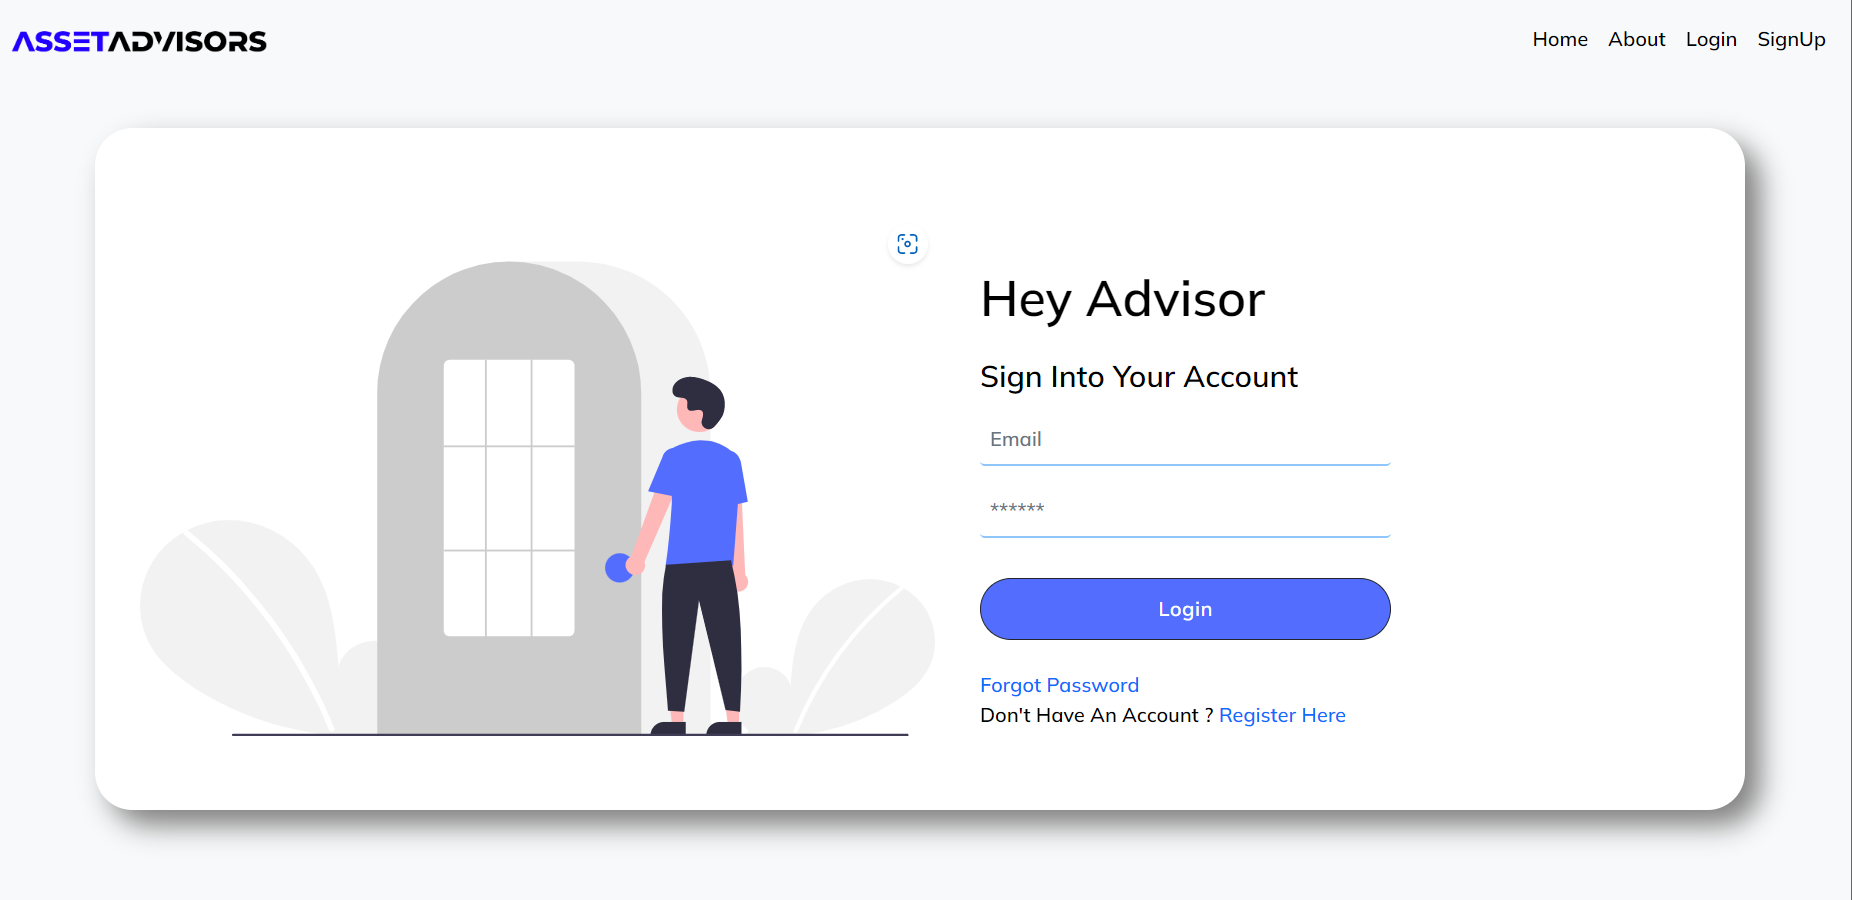 ASSETADVISORS
Home About Login SignUp
Hey Advisor
Sign Into Your Account
Email
******
Login
Forgot Password
Don't Have An Account ? Register Here